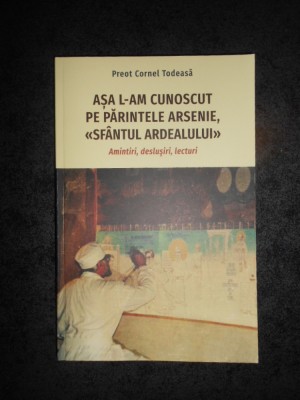 Preot Cornel Todeasă
AȘA L-AM CUNOSCUT
PE PĂRINTELE ARSENIE,
«SFÂNTUL ARDEALULUI»
Amintiri, deslușiri, lecturi